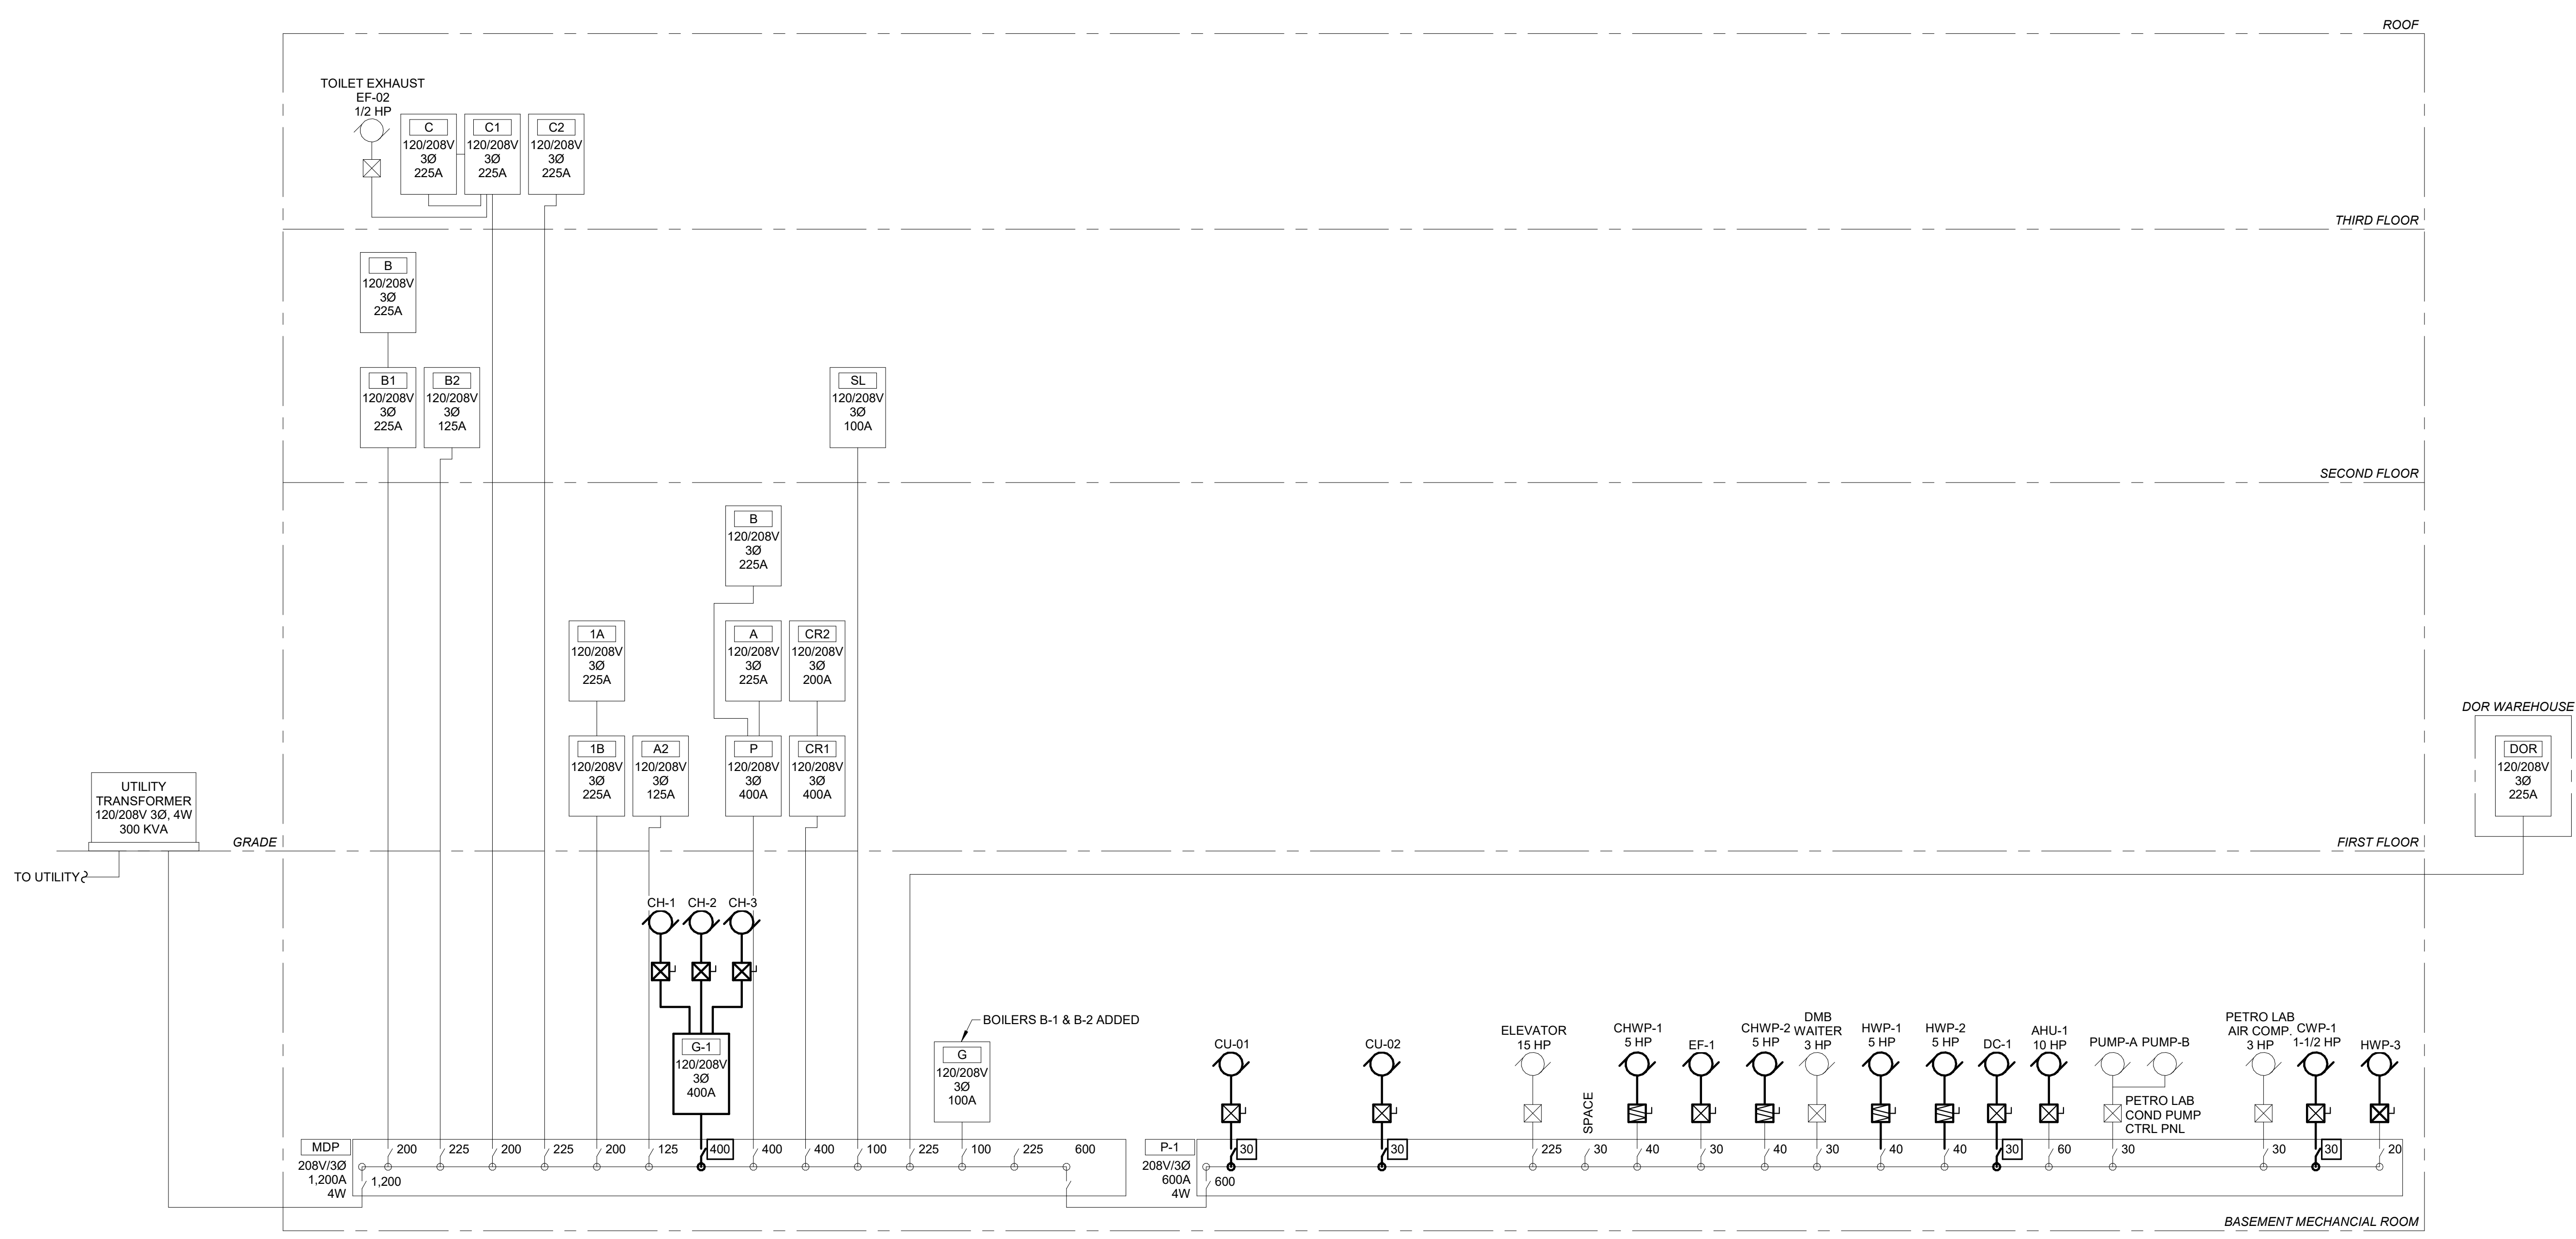 ROOF
TOILET EXHAUST
EF-02
1/2 HP
C
120/208V
3Ø
225A
C1
120/208V
3Ø
225A
C2
120/208V
3Ø
225A
THIRD FLOOR
B
120/208V
3Ø
225A
B1
120/208V
3Ø
225A
B2
120/208V
3Ø
125A
SL
120/208V
3Ø
100A
SECOND FLOOR
B
120/208V
3Ø
225A
1A
120/208V
3Ø
225A
A
120/208V
3Ø
225A
CR2
120/208V
3Ø
200A
1B
120/208V
3Ø
225A
A2
120/208V
3Ø
125A
P
120/208V
3Ø
400A
CR1
120/208V
3Ø
400A
DOR WAREHOUSE
DOR
120/208V
3Ø
225A
UTILITY
TRANSFORMER
120/208V 3Ø, 4W
300 KVA
GRADE
FIRST FLOOR
TO UTILITY
CH-1
CH-2
CH-3
G-1
120/208V
3Ø
400A
BOILERS B-1 & B-2 ADDED
G
120/208V
3Ø
100A
CU-01
CU-02
ELEVATOR
15 HP
SPACE
CHWP-1
5 HP
EF-1
CHWP-2
5 HP
DMB
WAITER
3 HP
HWP-1
5 HP
HWP-2
5 HP
DC-1
AHU-1
10 HP
PUMP-A
PUMP-B
PETRO LAB
COND PUMP
CTRL PNL
PETRO LAB
AIR COMP.
3 HP
CWP-1
1-1/2 HP
HWP-3
MDP
208V/3Ø
1,200A
4W
200
225
200
225
200
125
400
400
400
100
225
100
225
600
1,200
P-1
208V/3Ø
600A
4W
30
30
225
30
40
30
40
30
40
40
30
60
30
30
30
20
600
BASEMENT MECHANCIAL ROOM